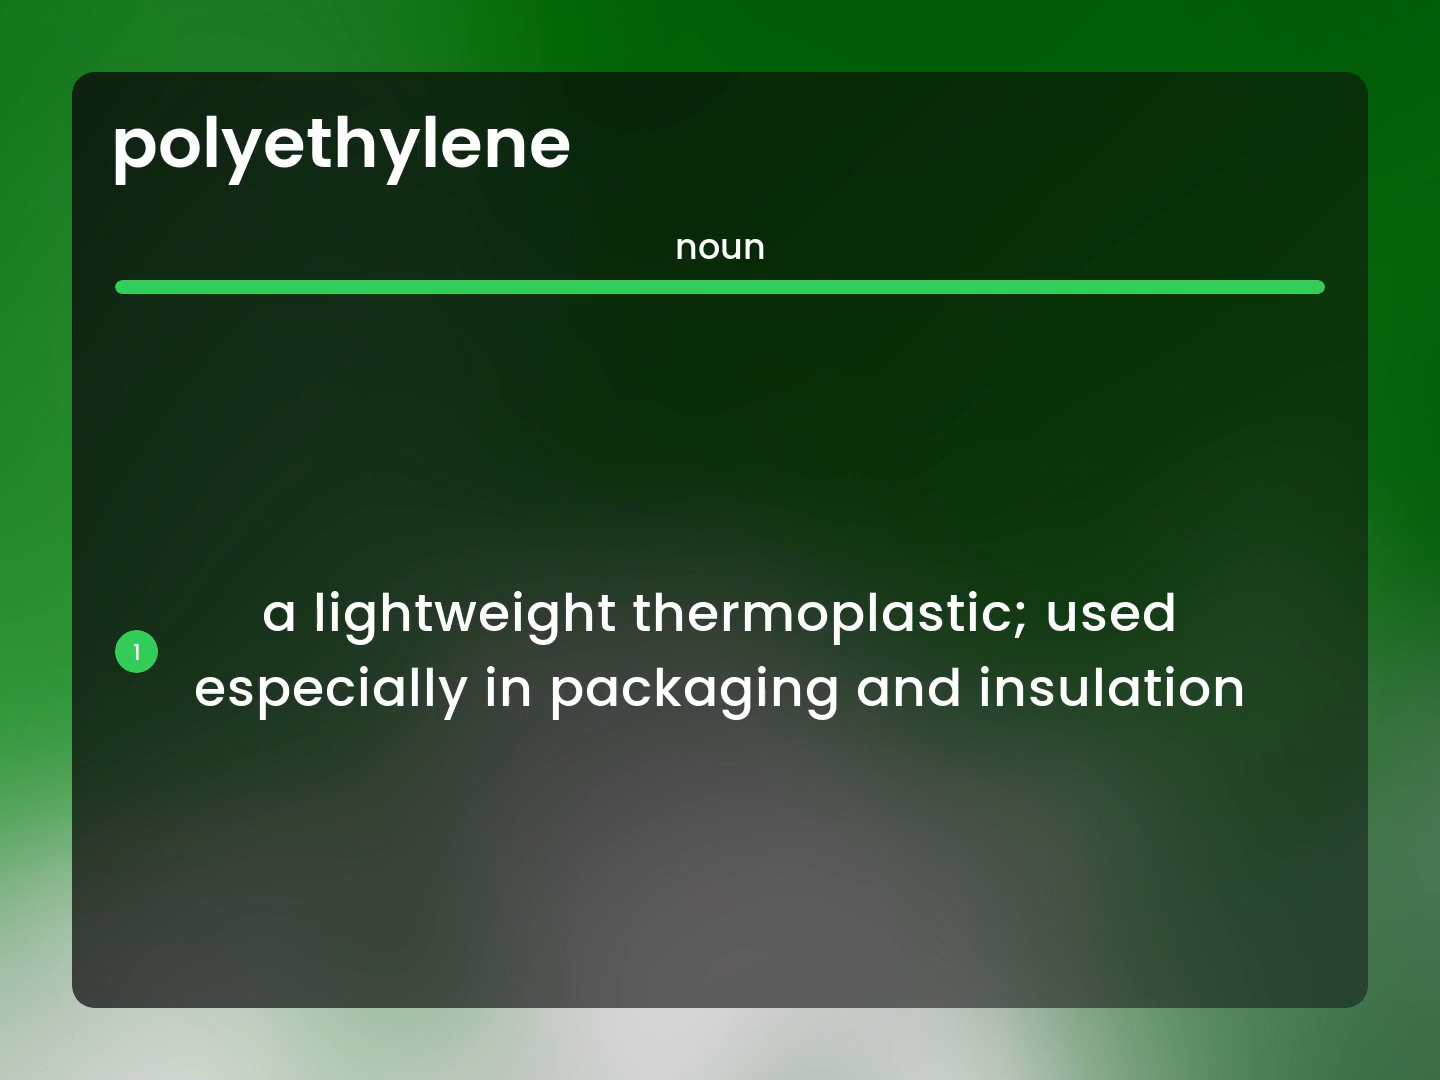 polyethylene
noun
1
a lightweight thermoplastic; used
especially in packaging and insulation